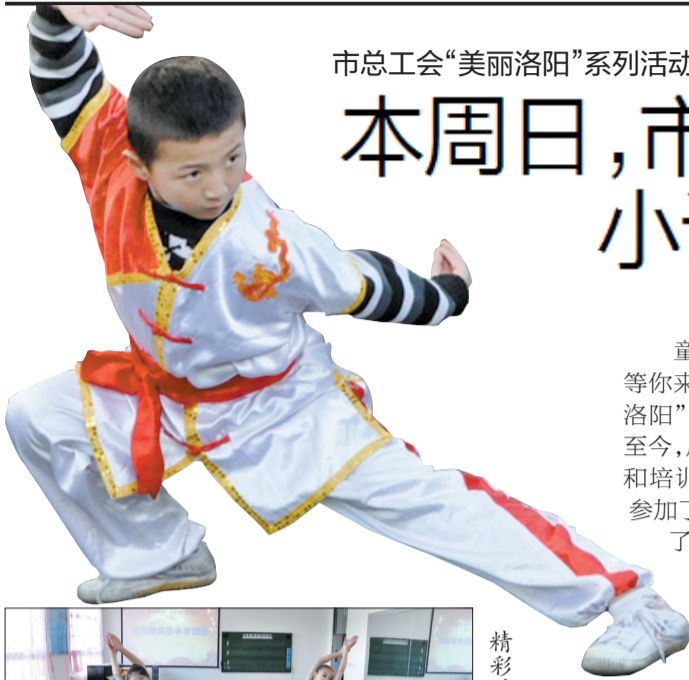 市总工会“美丽洛阳”系列活动
本周日，市
小
童
等你来
洛阳”
至今，
和培训
参加了
了
精彩